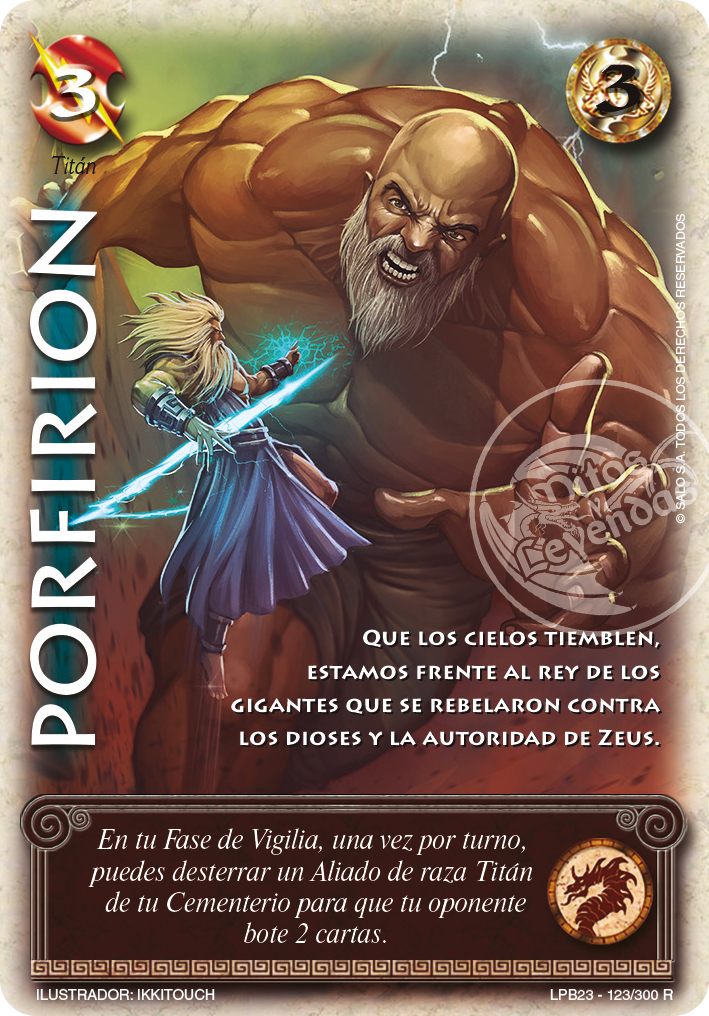 3
3
Titán
PORFIRION
© SALO S.A. TODOS LOS DERECHOS RESERVADOS
mitos
y
Leyendas
QUE LOS CIELOS TIEMBLEN,
ESTAMOS FRENTE AL REY DE LOS
GIGANTES QUE SE REBELARON CONTRA
LOS DIOSES Y LA AUTORIDAD DE ZEUS.
En tu Fase de Vigilia, una vez por turno,
puedes desterrar un Aliado de raza Titán
de tu Cementerio para que tu oponente
bote 2 cartas.
ILUSTRADOR: IKKITOUCH
LPB23 - 123/300 R